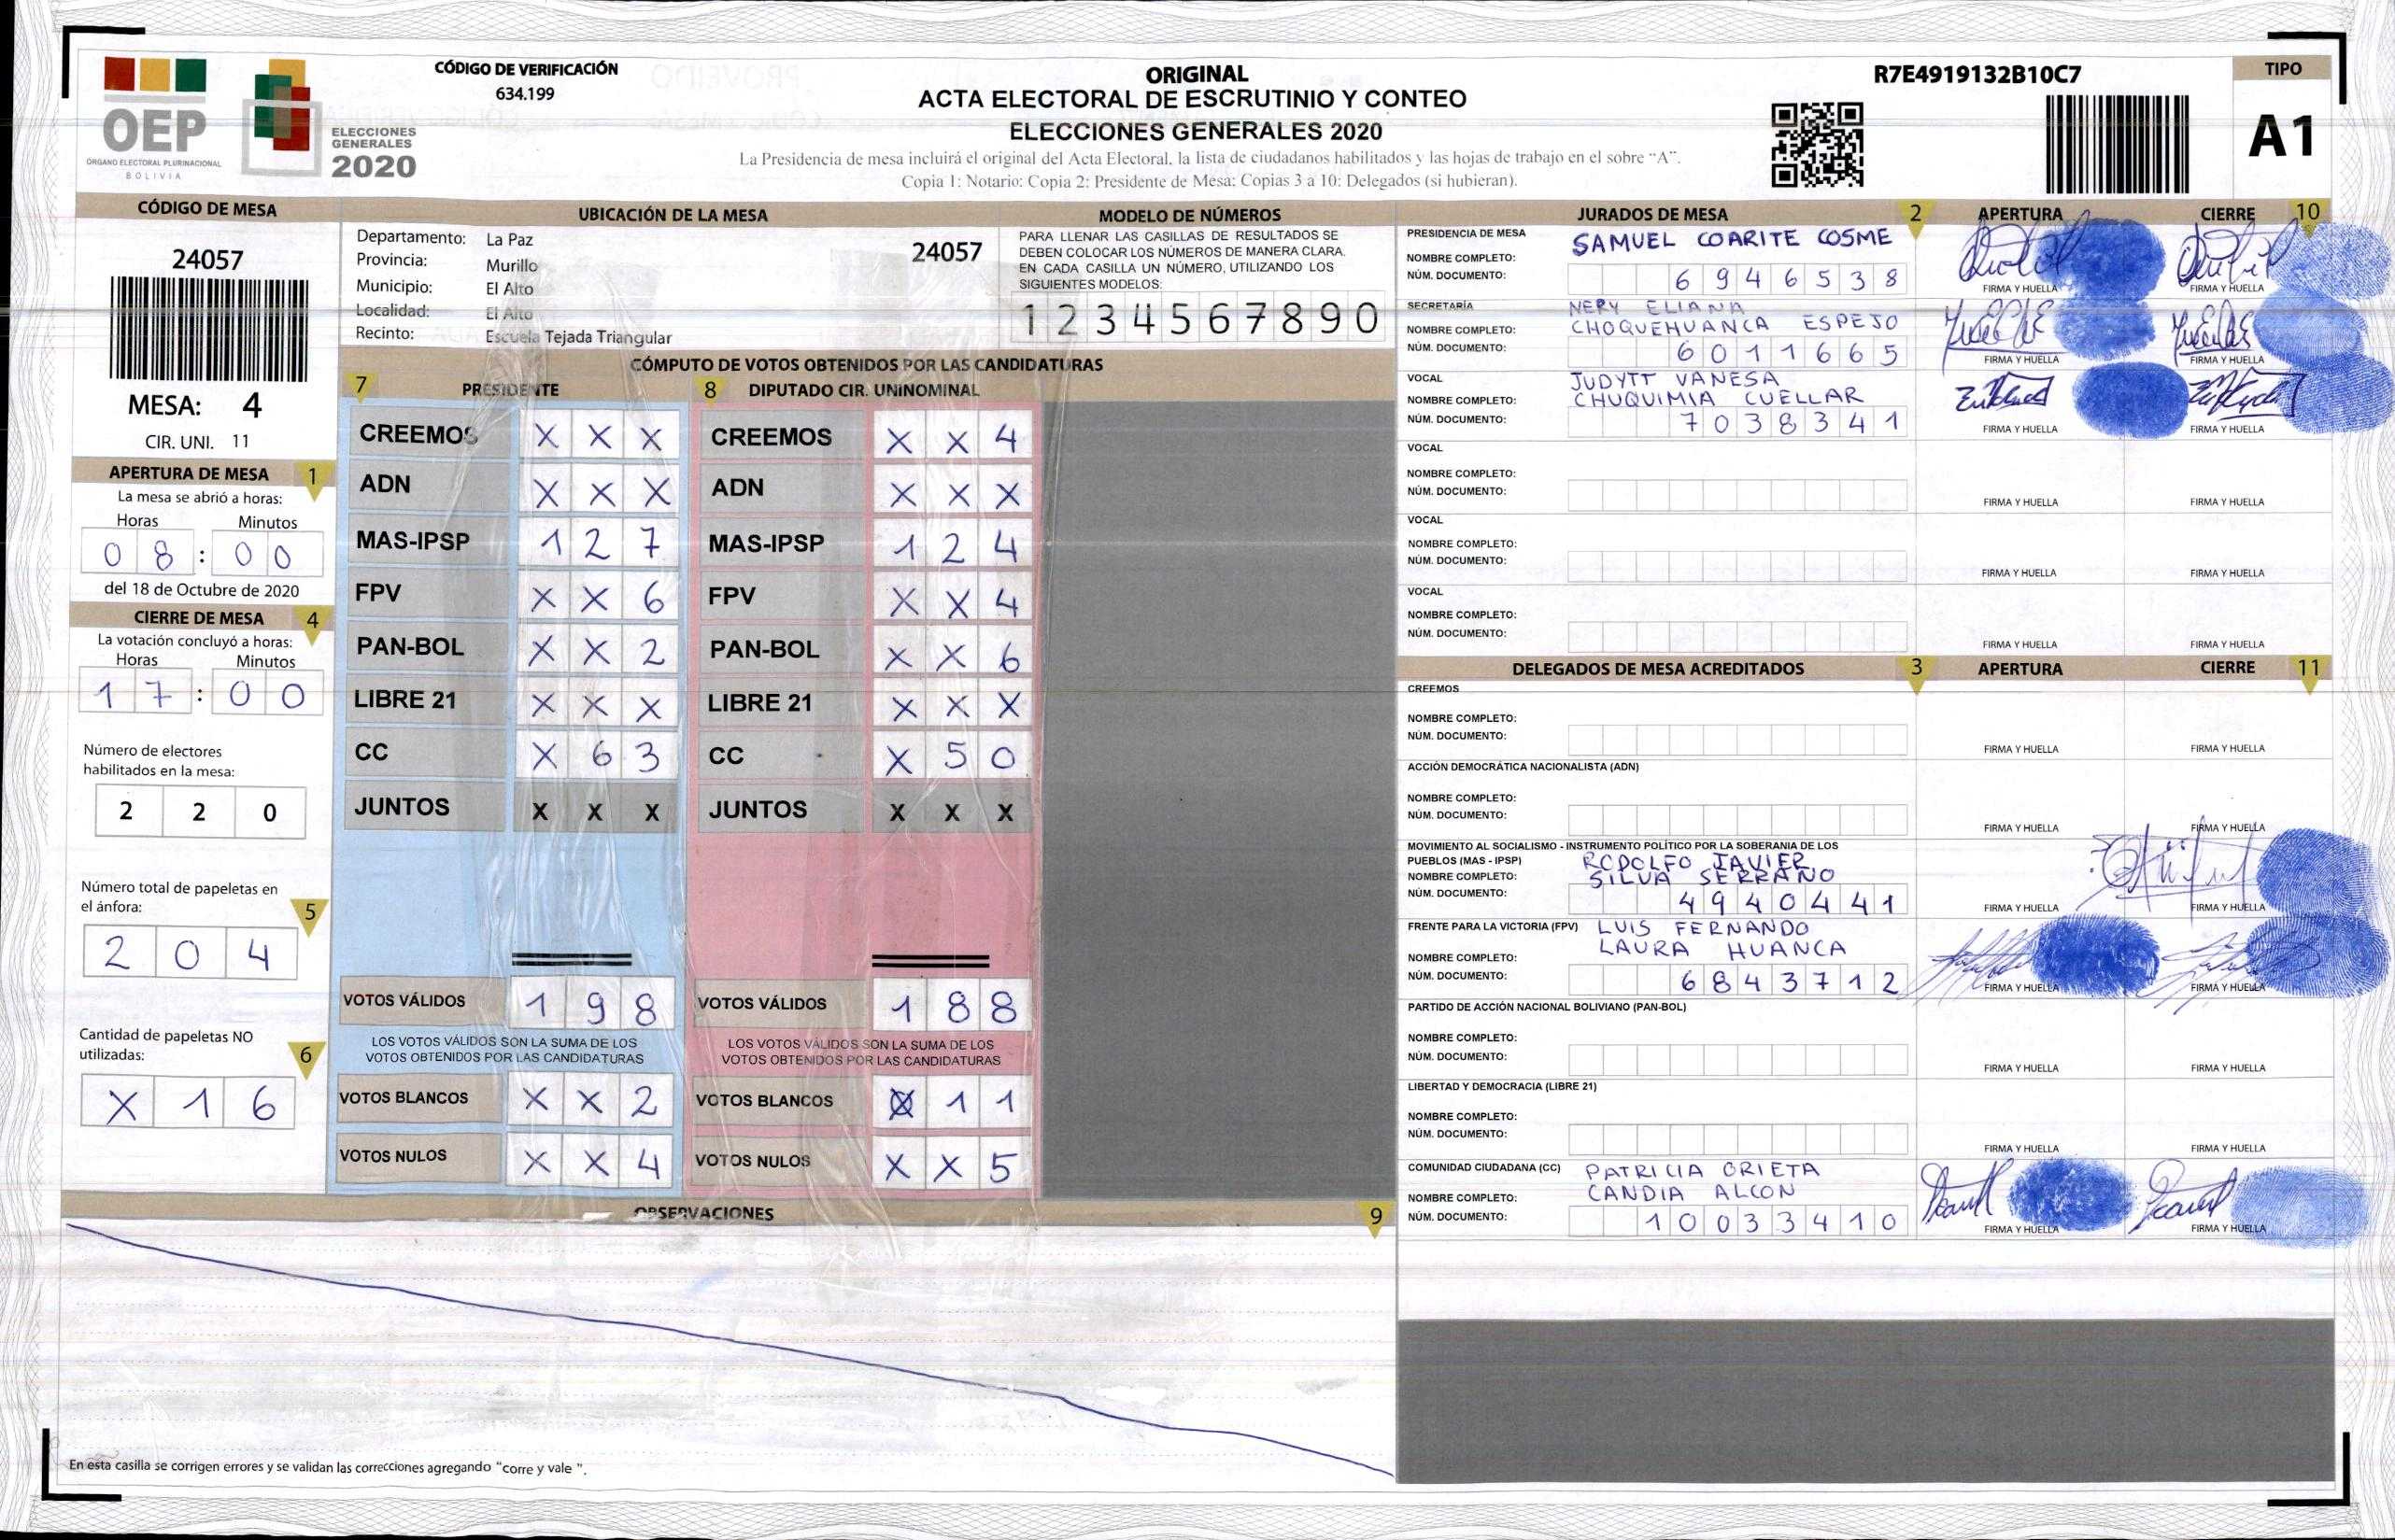 OEP
ÓRGANO ELECTORAL PLURINACIONAL
BOLIVIA
ELECCIONES
GENERALES
2020
CÓDIGO DE VERIFICACIÓN
634.199
ORIGINAL
ACTA ELECTORAL DE ESCRUTINIO Y CONTEO
ELECCIONES GENERALES 2020
La Presidencia de mesa incluirá el original del Acta Electoral, la lista de ciudadanos habilitados y las hojas de trabajo en el sobre "A".
Copia 1: Notario: Copia 2: Presidente de Mesa: Copias 3 a 10: Delegados (si hubieran).
R7E4919132B10C7
TIPO
A1
CÓDIGO DE MESA
24057
MESA: 4
CIR. UNI. 11
APERTURA DE MESA 1
La mesa se abrió a horas:
Horas Minutos
0 8 : 0 0
del 18 de Octubre de 2020
CIERRE DE MESA 4
La votación concluyó a horas:
Horas Minutos
1 7 : 0 0
Número de electores
habilitados en la mesa:
2 2 0
Número total de papeletas en
el ánfora: 5
2 0 4
Cantidad de papeletas NO
utilizadas: 6
X 1 6
UBICACIÓN DE LA MESA
Departamento: La Paz 24057
Provincia: Murillo
Municipio: El Alto
Localidad: El Alto
Recinto: Escuela Tejada Triangular
MODELO DE NÚMEROS
PARA LLENAR LAS CASILLAS DE RESULTADOS SE
DEBEN COLOCAR LOS NÚMEROS DE MANERA CLARA.
EN CADA CASILLA UN NÚMERO, UTILIZANDO LOS
SIGUIENTES MODELOS:
1 2 3 4 5 6 7 8 9 0
CÓMPUTO DE VOTOS OBTENIDOS POR LAS CANDIDATURAS
7 PRESIDENTE
CREEMOS X X X
ADN X X X
MAS-IPSP 1 2 7
FPV X X 6
PAN-BOL X X 2
LIBRE 21 X X X
CC X 6 3
JUNTOS X X X
VOTOS VÁLIDOS 1 9 8
LOS VOTOS VÁLIDOS SON LA SUMA DE LOS
VOTOS OBTENIDOS POR LAS CANDIDATURAS
VOTOS BLANCOS X X 2
VOTOS NULOS X X 4
8 DIPUTADO CIR. UNINOMINAL
CREEMOS X X 4
ADN X X X
MAS-IPSP 1 2 4
FPV X X 4
PAN-BOL X X 6
LIBRE 21 X X X
CC X 5 0
JUNTOS X X X
VOTOS VÁLIDOS 1 8 8
LOS VOTOS VÁLIDOS SON LA SUMA DE LOS
VOTOS OBTENIDOS POR LAS CANDIDATURAS
VOTOS BLANCOS X 1 1
VOTOS NULOS X X 5
OBSERVACIONES 9
En esta casilla se corrigen errores y se validan las correcciones agregando "corre y vale ".
JURADOS DE MESA 2 APERTURA CIERRE 10
PRESIDENCIA DE MESA
NOMBRE COMPLETO: SAMUEL COARITE COSME
NÚM. DOCUMENTO: 6 9 4 6 5 3 8
FIRMA Y HUELLA FIRMA Y HUELLA
SECRETARÍA NERY ELIANA
NOMBRE COMPLETO: CHOQUEHUANCA ESPEJO
NÚM. DOCUMENTO: 6 0 1 1 6 6 5
FIRMA Y HUELLA FIRMA Y HUELLA
VOCAL JUDYTT VANESA
NOMBRE COMPLETO: CHUQUIMIA CUELLAR
NÚM. DOCUMENTO: 7 0 3 8 3 4 1
FIRMA Y HUELLA FIRMA Y HUELLA
VOCAL
NOMBRE COMPLETO:
NÚM. DOCUMENTO:
FIRMA Y HUELLA FIRMA Y HUELLA
VOCAL
NOMBRE COMPLETO:
NÚM. DOCUMENTO:
FIRMA Y HUELLA FIRMA Y HUELLA
VOCAL
NOMBRE COMPLETO:
NÚM. DOCUMENTO:
FIRMA Y HUELLA FIRMA Y HUELLA
DELEGADOS DE MESA ACREDITADOS 3 APERTURA CIERRE 11
CREEMOS
NOMBRE COMPLETO:
NÚM. DOCUMENTO:
FIRMA Y HUELLA FIRMA Y HUELLA
ACCIÓN DEMOCRÁTICA NACIONALISTA (ADN)
NOMBRE COMPLETO:
NÚM. DOCUMENTO:
FIRMA Y HUELLA FIRMA Y HUELLA
MOVIMIENTO AL SOCIALISMO - INSTRUMENTO POLÍTICO POR LA SOBERANIA DE LOS
PUEBLOS (MAS - IPSP) RODOLFO JAVIER
NOMBRE COMPLETO: SILVA SERRANO
NÚM. DOCUMENTO: 4 9 4 0 4 4 1
FIRMA Y HUELLA FIRMA Y HUELLA
FRENTE PARA LA VICTORIA (FPV) LUIS FERNANDO
NOMBRE COMPLETO: LAURA HUANCA
NÚM. DOCUMENTO: 6 8 4 3 7 1 2
FIRMA Y HUELLA FIRMA Y HUELLA
PARTIDO DE ACCIÓN NACIONAL BOLIVIANO (PAN-BOL)
NOMBRE COMPLETO:
NÚM. DOCUMENTO:
FIRMA Y HUELLA FIRMA Y HUELLA
LIBERTAD Y DEMOCRACIA (LIBRE 21)
NOMBRE COMPLETO:
NÚM. DOCUMENTO:
FIRMA Y HUELLA FIRMA Y HUELLA
COMUNIDAD CIUDADANA (CC) PATRICIA ORIETA
NOMBRE COMPLETO: CANDIA ALCON
NÚM. DOCUMENTO: 1 0 0 3 3 4 1 0
FIRMA Y HUELLA FIRMA Y HUELLA